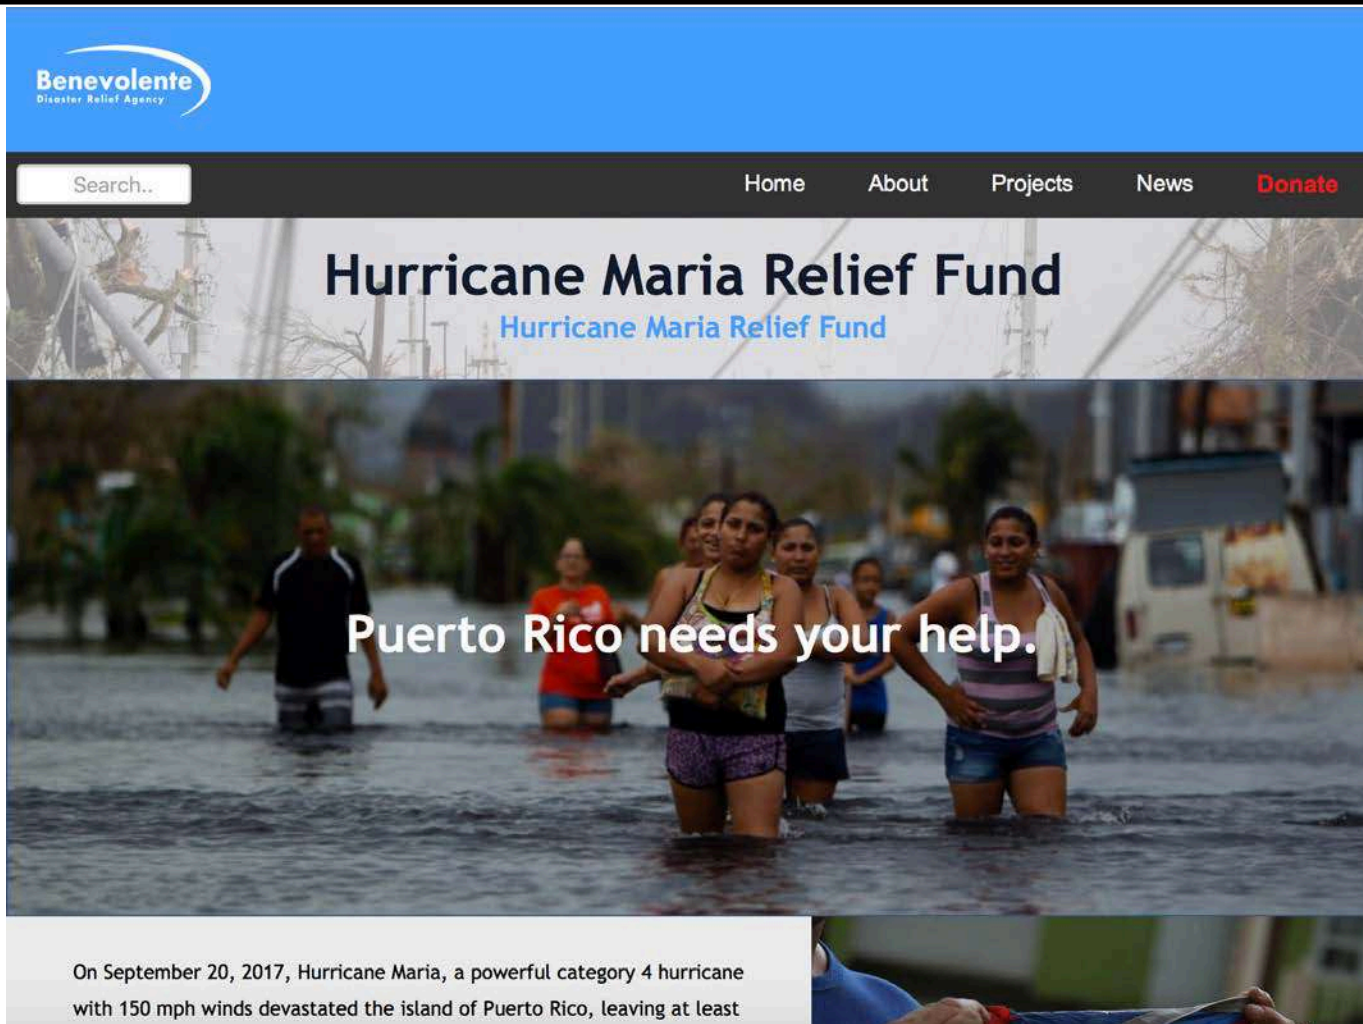 Benevolente
Disaster Relief Agency
Search..
Home About Projects News Donate
Hurricane Maria Relief Fund
Hurricane Maria Relief Fund
Puerto Rico needs your help.
On September 20, 2017, Hurricane Maria, a powerful category 4 hurricane
with 150 mph winds devastated the island of Puerto Rico, leaving at least